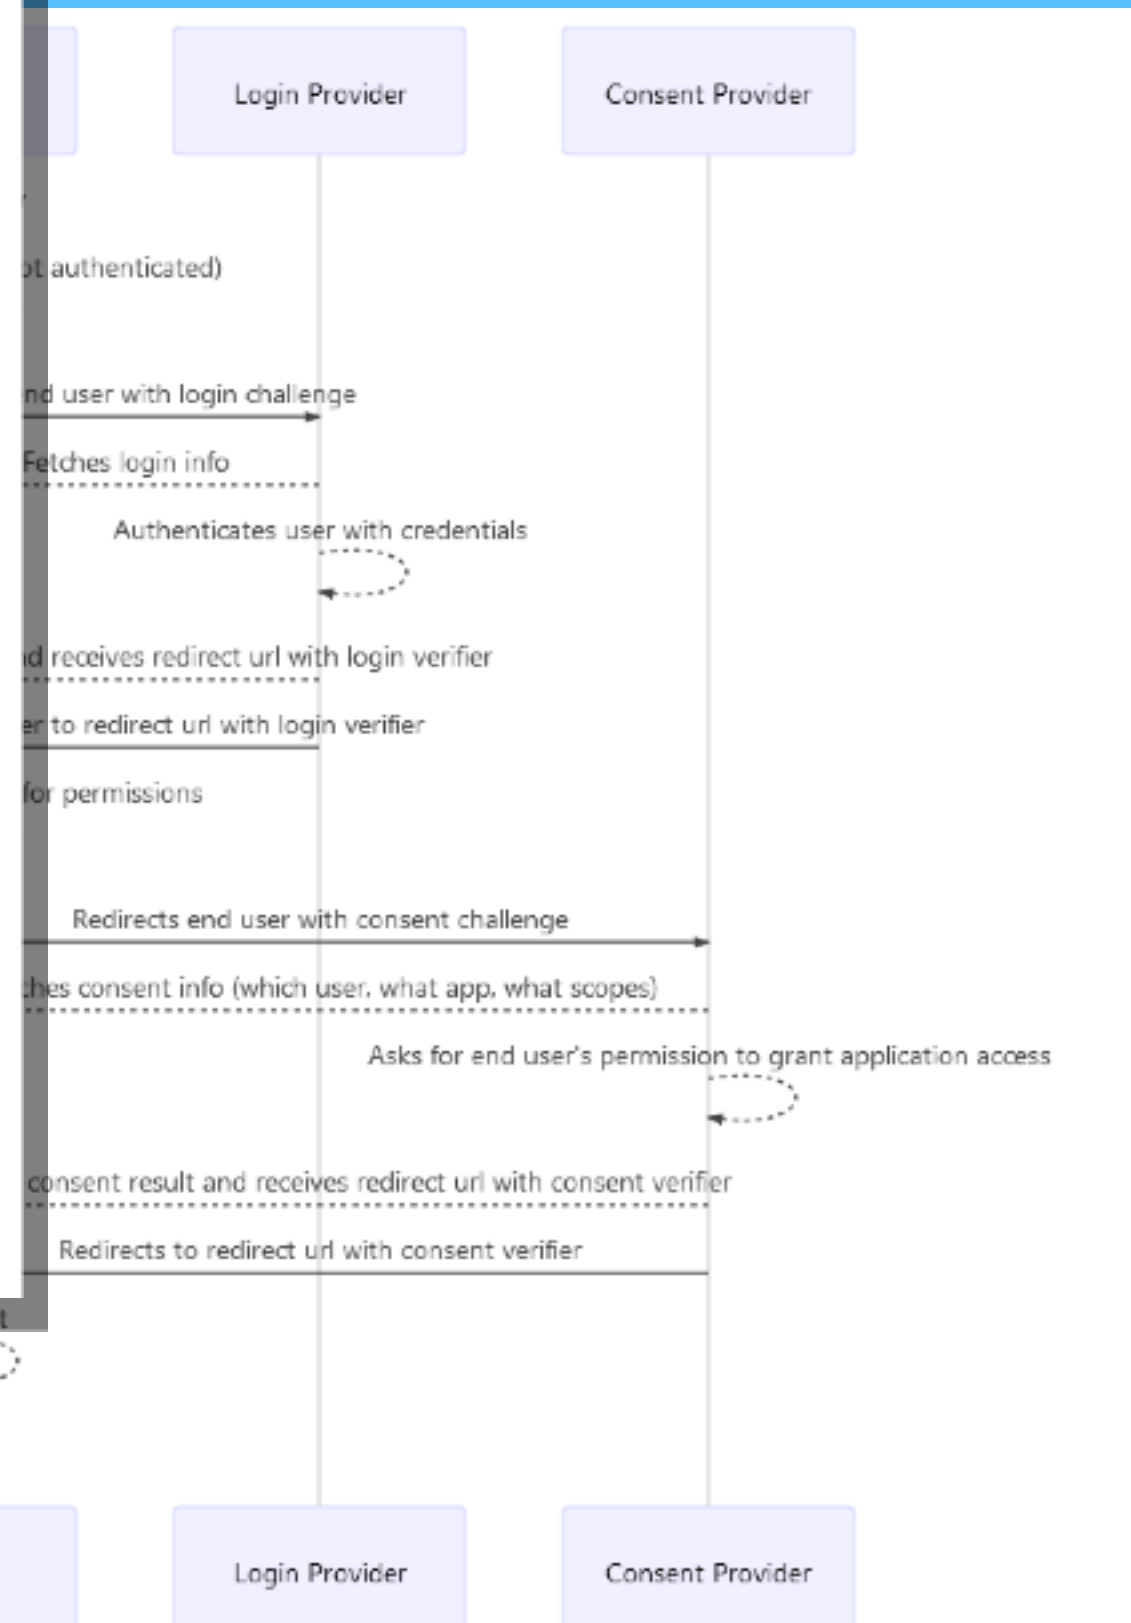 Login Provider
Consent Provider
authenticated)
user with login challenge
Fetches login info
Authenticates user with credentials
receives redirect url with login verifier
to redirect url with login verifier
for permissions
Redirects end user with consent challenge
consent info (which user, what app, what scopes)
Asks for end user's permission to grant application access
consent result and receives redirect url with consent verifier
Redirects to redirect url with consent verifier
Login Provider
Consent Provider